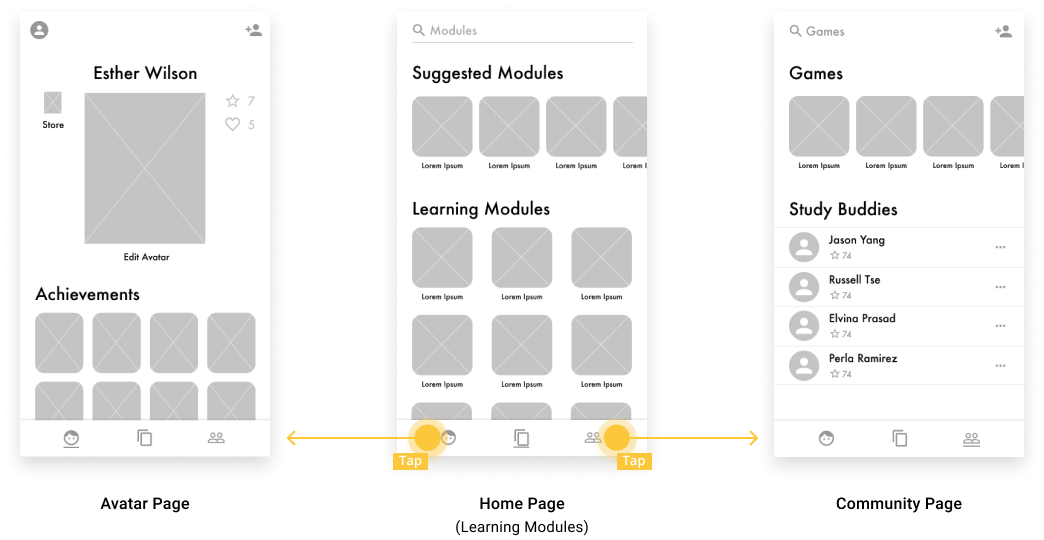 Esther Wilson
Store
7
5
Edit Avatar
Achievements
Avatar Page
Modules
Suggested Modules
Lorem Ipsum
Lorem Ipsum
Lorem Ipsum
Lorem I
Learning Modules
Lorem Ipsum
Lorem Ipsum
Lorem Ipsum
Lorem Ipsum
Lorem Ipsum
Lorem Ipsum
Tap
Tap
Home Page
(Learning Modules)
Games
Games
Lorem Ipsum
Lorem Ipsum
Lorem Ipsum
Lorem I
Study Buddies
Jason Yang
74
Russell Tse
74
Elvina Prasad
74
Perla Ramirez
74
Community Page